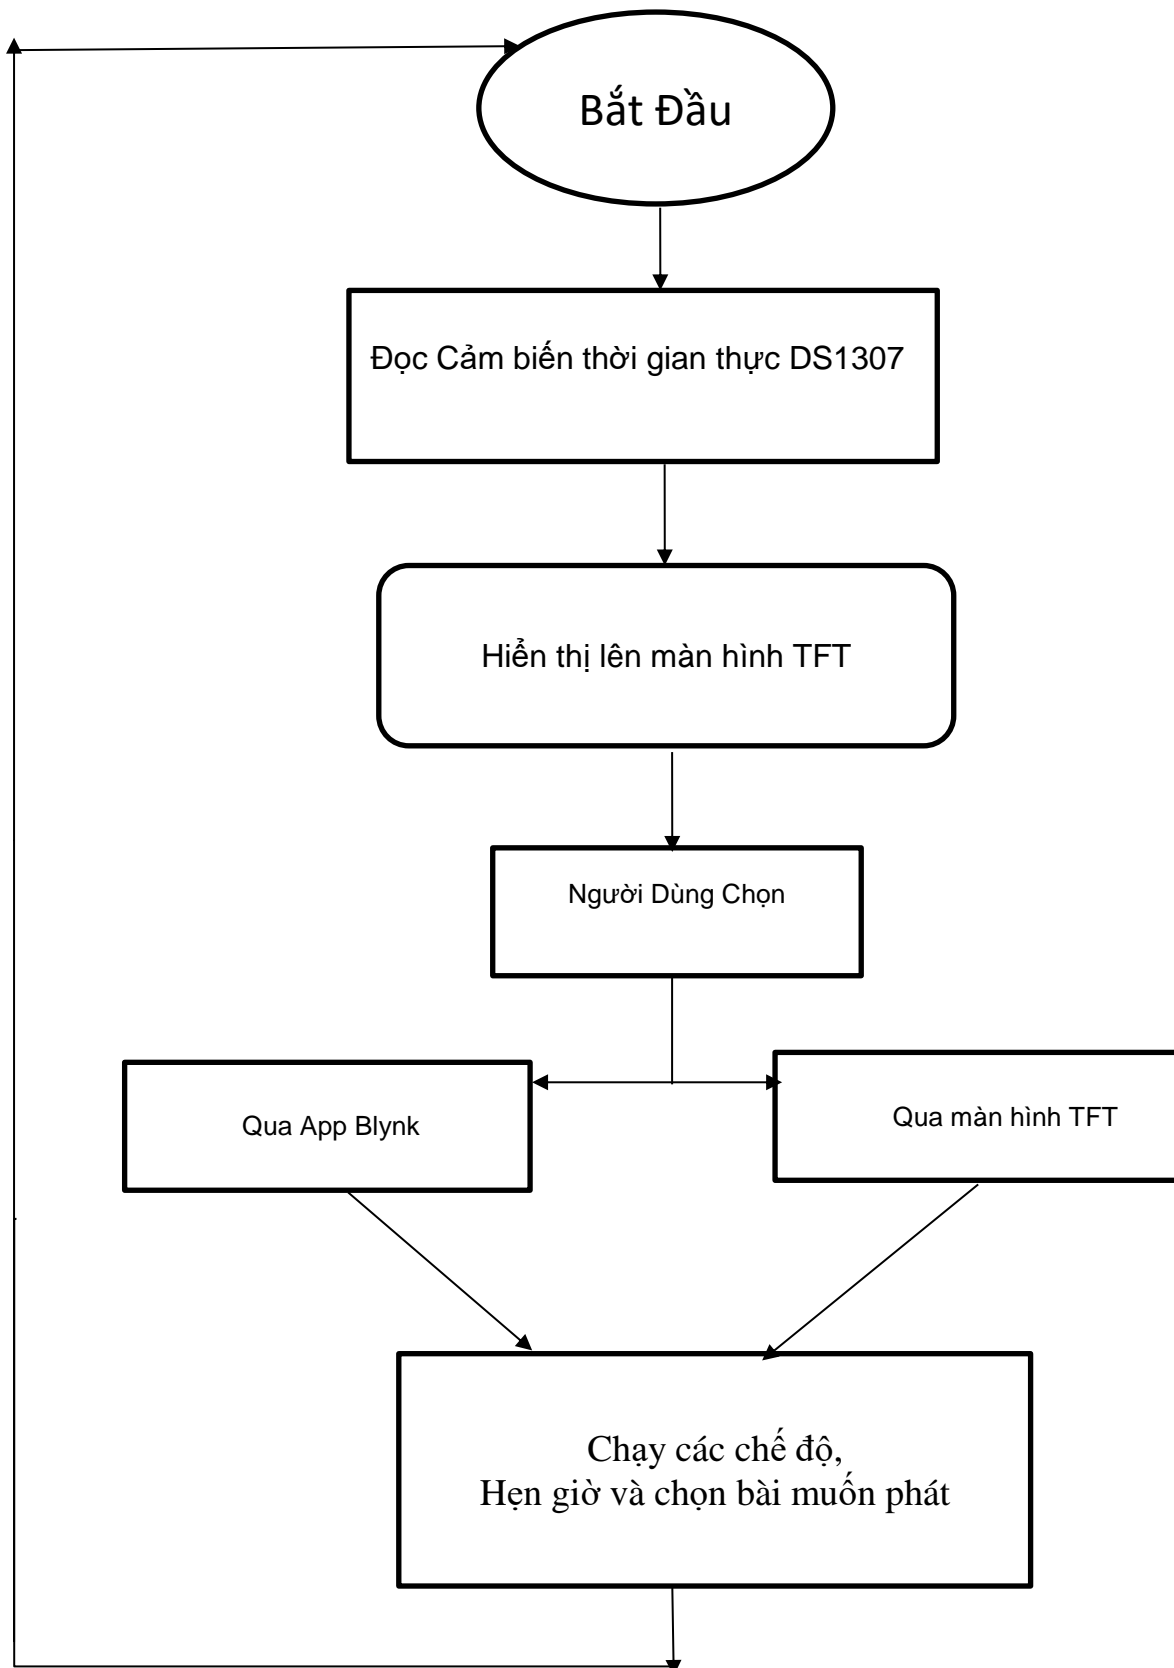 Bắt Đầu
Đọc Cảm biến thời gian thực DS1307
Hiển thị lên màn hình TFT
Người Dùng Chọn
Qua App Blynk
Qua màn hình TFT
Chạy các chế độ,
Hẹn giờ và chọn bài muốn phát